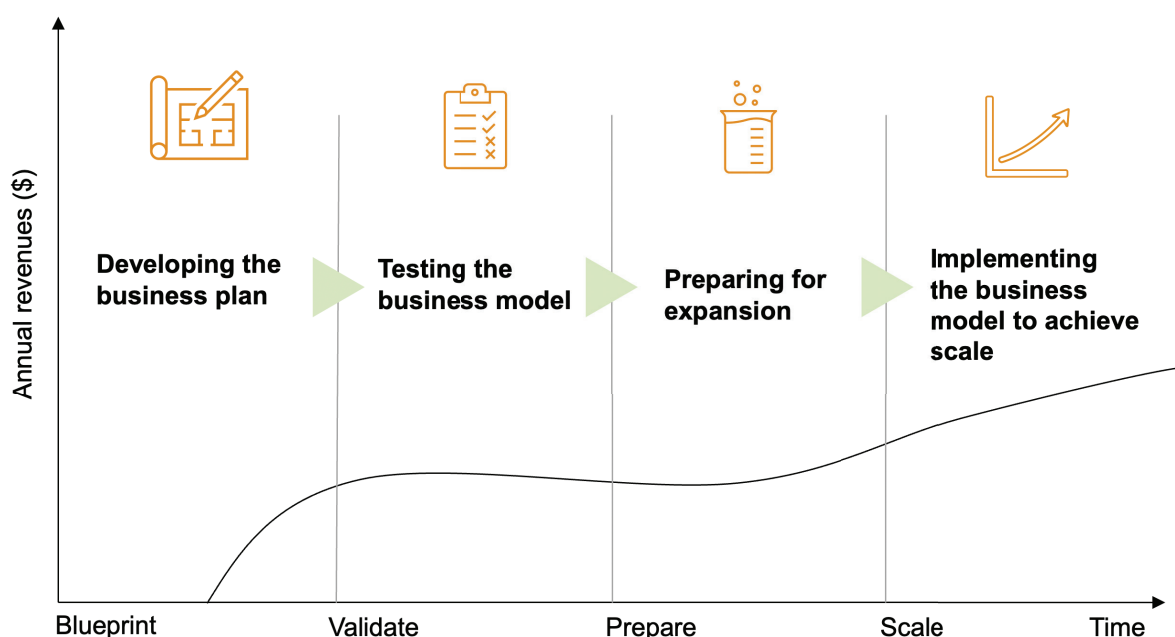 Annual revenues ($)
Developing the
business plan
Testing the
business model
Preparing for
expansion
Implementing
the business
model to achieve
scale
Blueprint
Validate
Prepare
Scale
Time